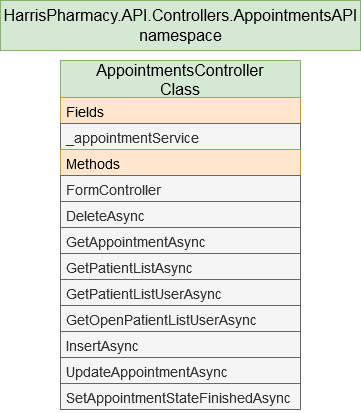 HarrisPharmacy.API.Controllers.AppointmentsAPI
namespace
AppointmentsController
Class
Fields
_appointmentService
Methods
FormController
DeleteAsync
GetAppointmentAsync
GetPatientListAsync
GetPatientListUserAsync
GetOpenPatientListUserAsync
InsertAsync
UpdateAppointmentAsync
SetAppointmentStateFinishedAsync